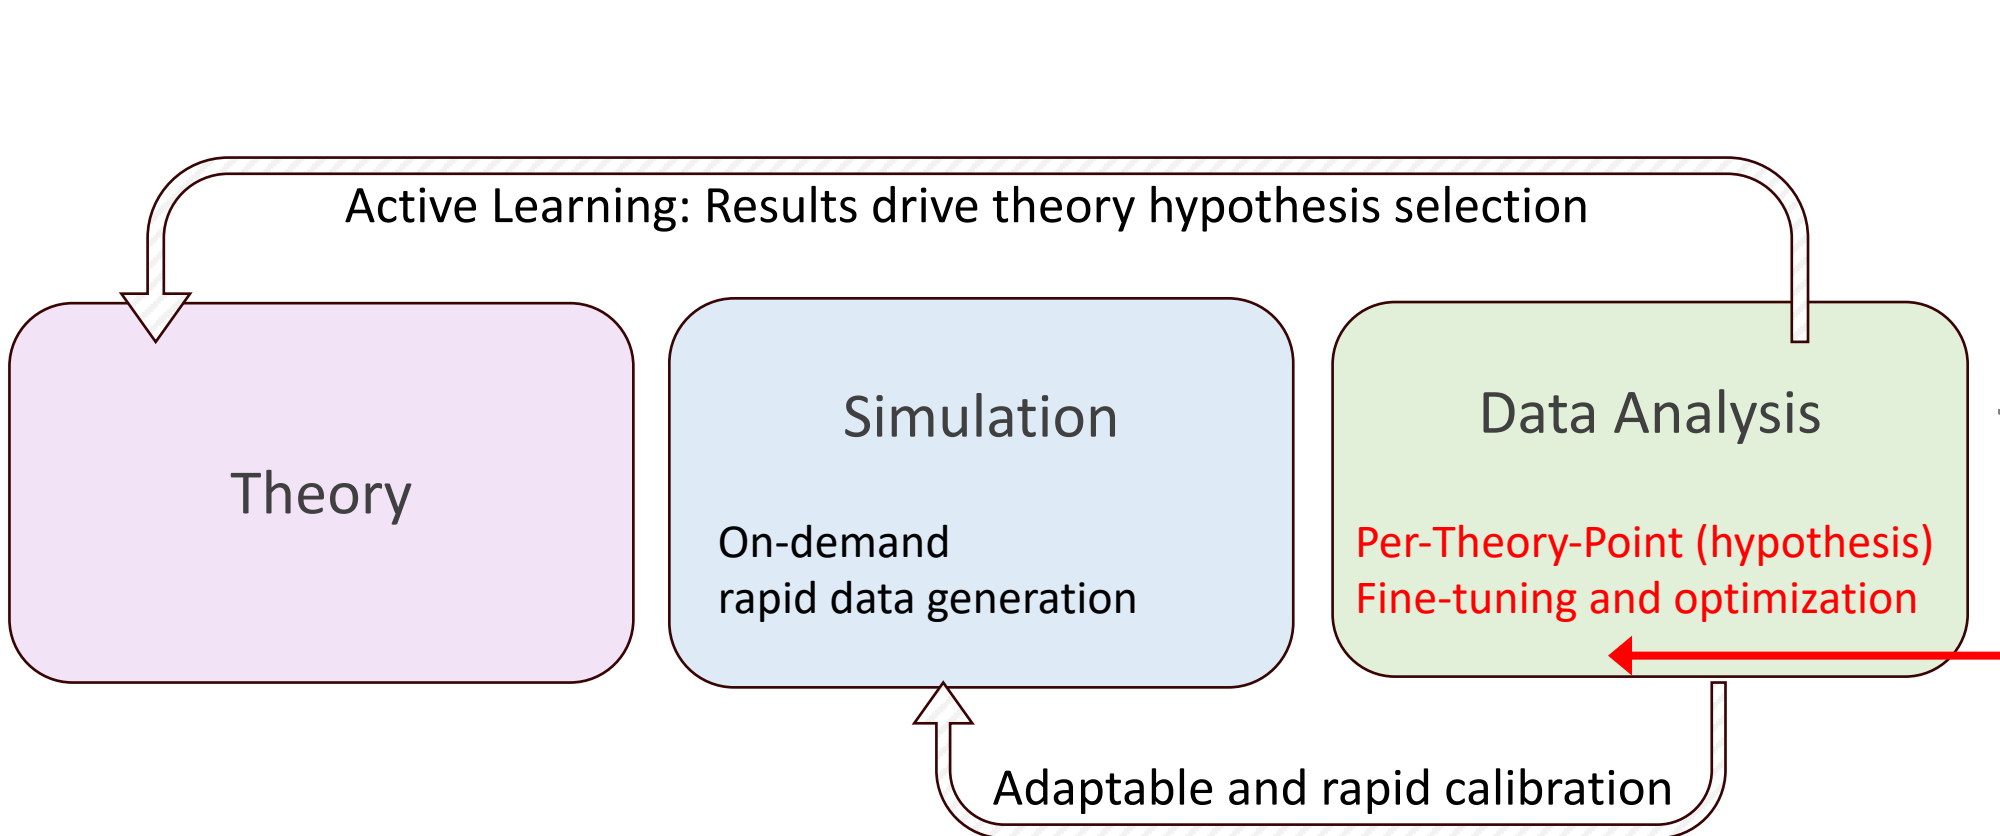 Active Learning: Results drive theory hypothesis selection
Theory
Simulation
On-demand
rapid data generation
Data Analysis
Per-Theory-Point (hypothesis)
Fine-tuning and optimization
Adaptable and rapid calibration